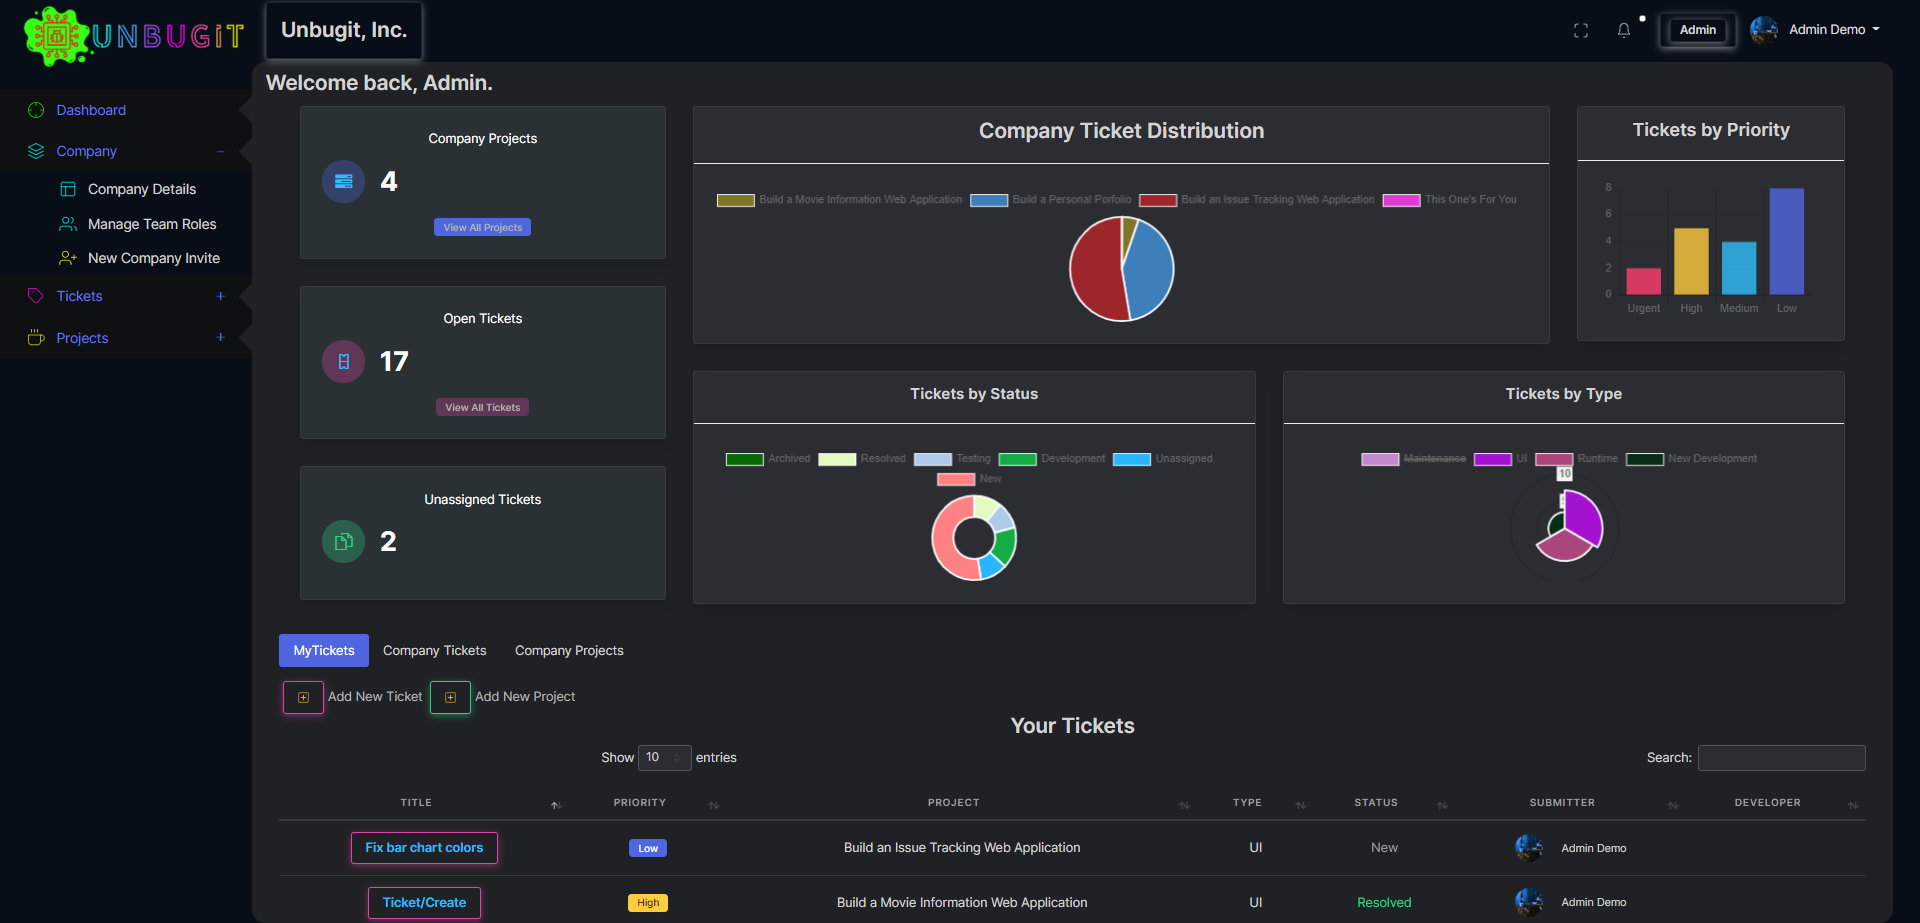 UNBUGIT
Unbugit, Inc.
Admin
Admin Demo
Welcome back, Admin.
Dashboard
Company
Company Details
Manage Team Roles
New Company Invite
Tickets
Projects
Company Projects
4
View All Projects
Open Tickets
17
View All Tickets
Unassigned Tickets
2
Company Ticket Distribution
Build a Movie Information Web Application Build a Personal Porfolio Build an Issue Tracking Web Application This One's For You
Tickets by Priority
8
6
4
2
0
Urgent High Medium Low
Tickets by Status
Archived Resolved Testing Development Unassigned
New
Tickets by Type
Maintenance UI Runtime New Development
10
MyTickets Company Tickets Company Projects
Add New Ticket Add New Project
Your Tickets
Show 10 entries
Search:
TITLE PRIORITY PROJECT TYPE STATUS SUBMITTER DEVELOPER
Fix bar chart colors Low Build an Issue Tracking Web Application UI New Admin Demo
Ticket/Create High Build a Movie Information Web Application UI Resolved Admin Demo